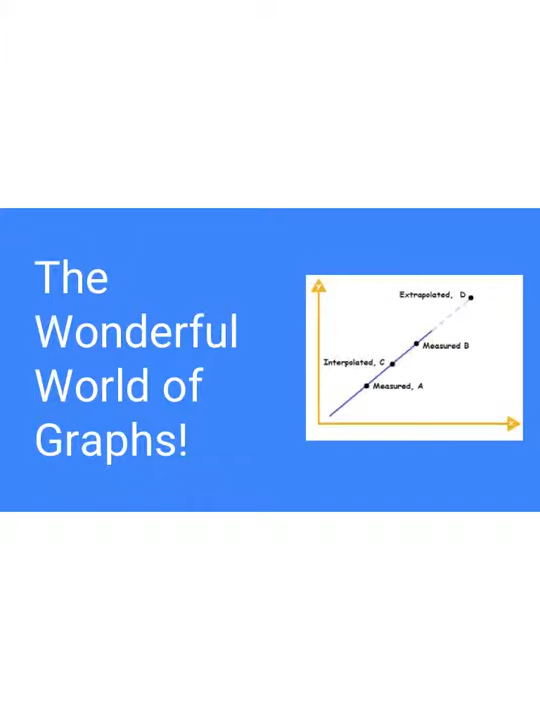 The
Wonderful
World of
Graphs!
Y
Extrapolated, D
Measured B
Interpolated, C
Measured, A
X